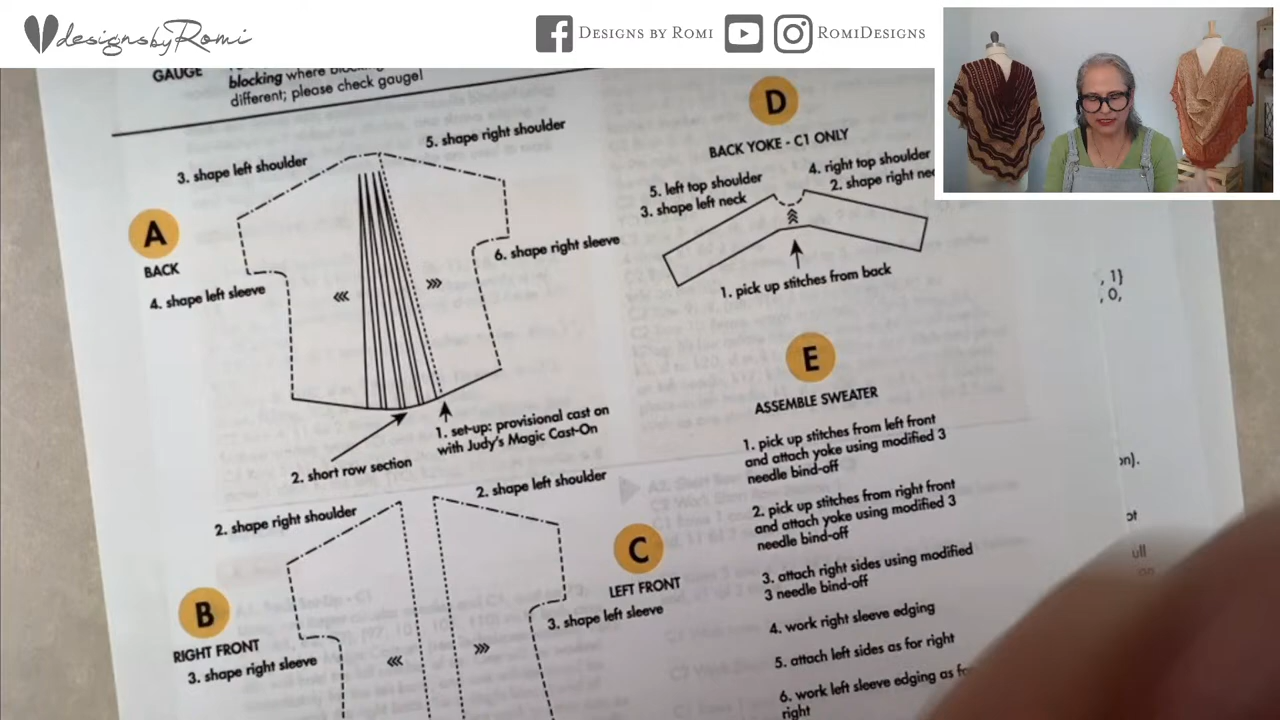 designsbyRomi
DESIGNS BY ROMI
ROMIDESIGNS
GAUGE
blocking where
different; please check gauge!
5. shape right shoulder
3. shape left shoulder
A
BACK
4. shape left sleeve
6. shape right sleeve
1. set-up: provisional cast on
with Judy's Magic Cast-On
2. short row section
D
BACK YOKE - C1 ONLY
5. left top shoulder
3. shape left neck
4. right top shoulder
2. shape right
1. pick up stitches from back
E
ASSEMBLE SWEATER
1. pick up stitches from left front
and attach yoke using modified 3
needle bind-off
2. pick up stitches from right front
and attach yoke using modified 3
needle bind-off
3. attach right sides using modified
3 needle bind-off
4. work right sleeve edging
5. attach left sides as for right
6. work left sleeve edging as
right
2. shape right shoulder
2. shape left shoulder
B
RIGHT FRONT
3. shape right sleeve
C
LEFT FRONT
3. shape left sleeve
, 1}
, 0,